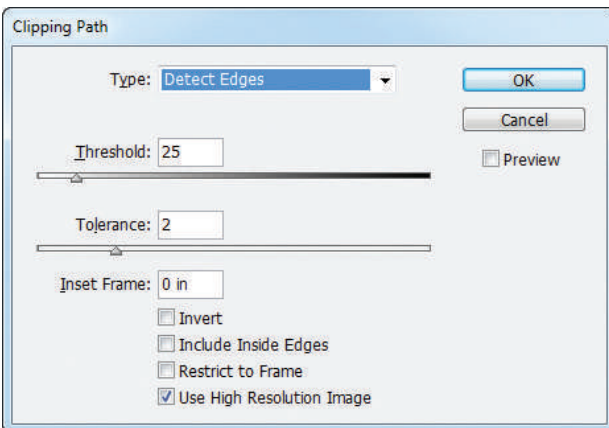 Clipping Path
Type: Detect Edges
OK
Cancel
Threshold: 25
Preview
Tolerance: 2
Inset Frame: 0 in
Invert
Include Inside Edges
Restrict to Frame
Use High Resolution Image